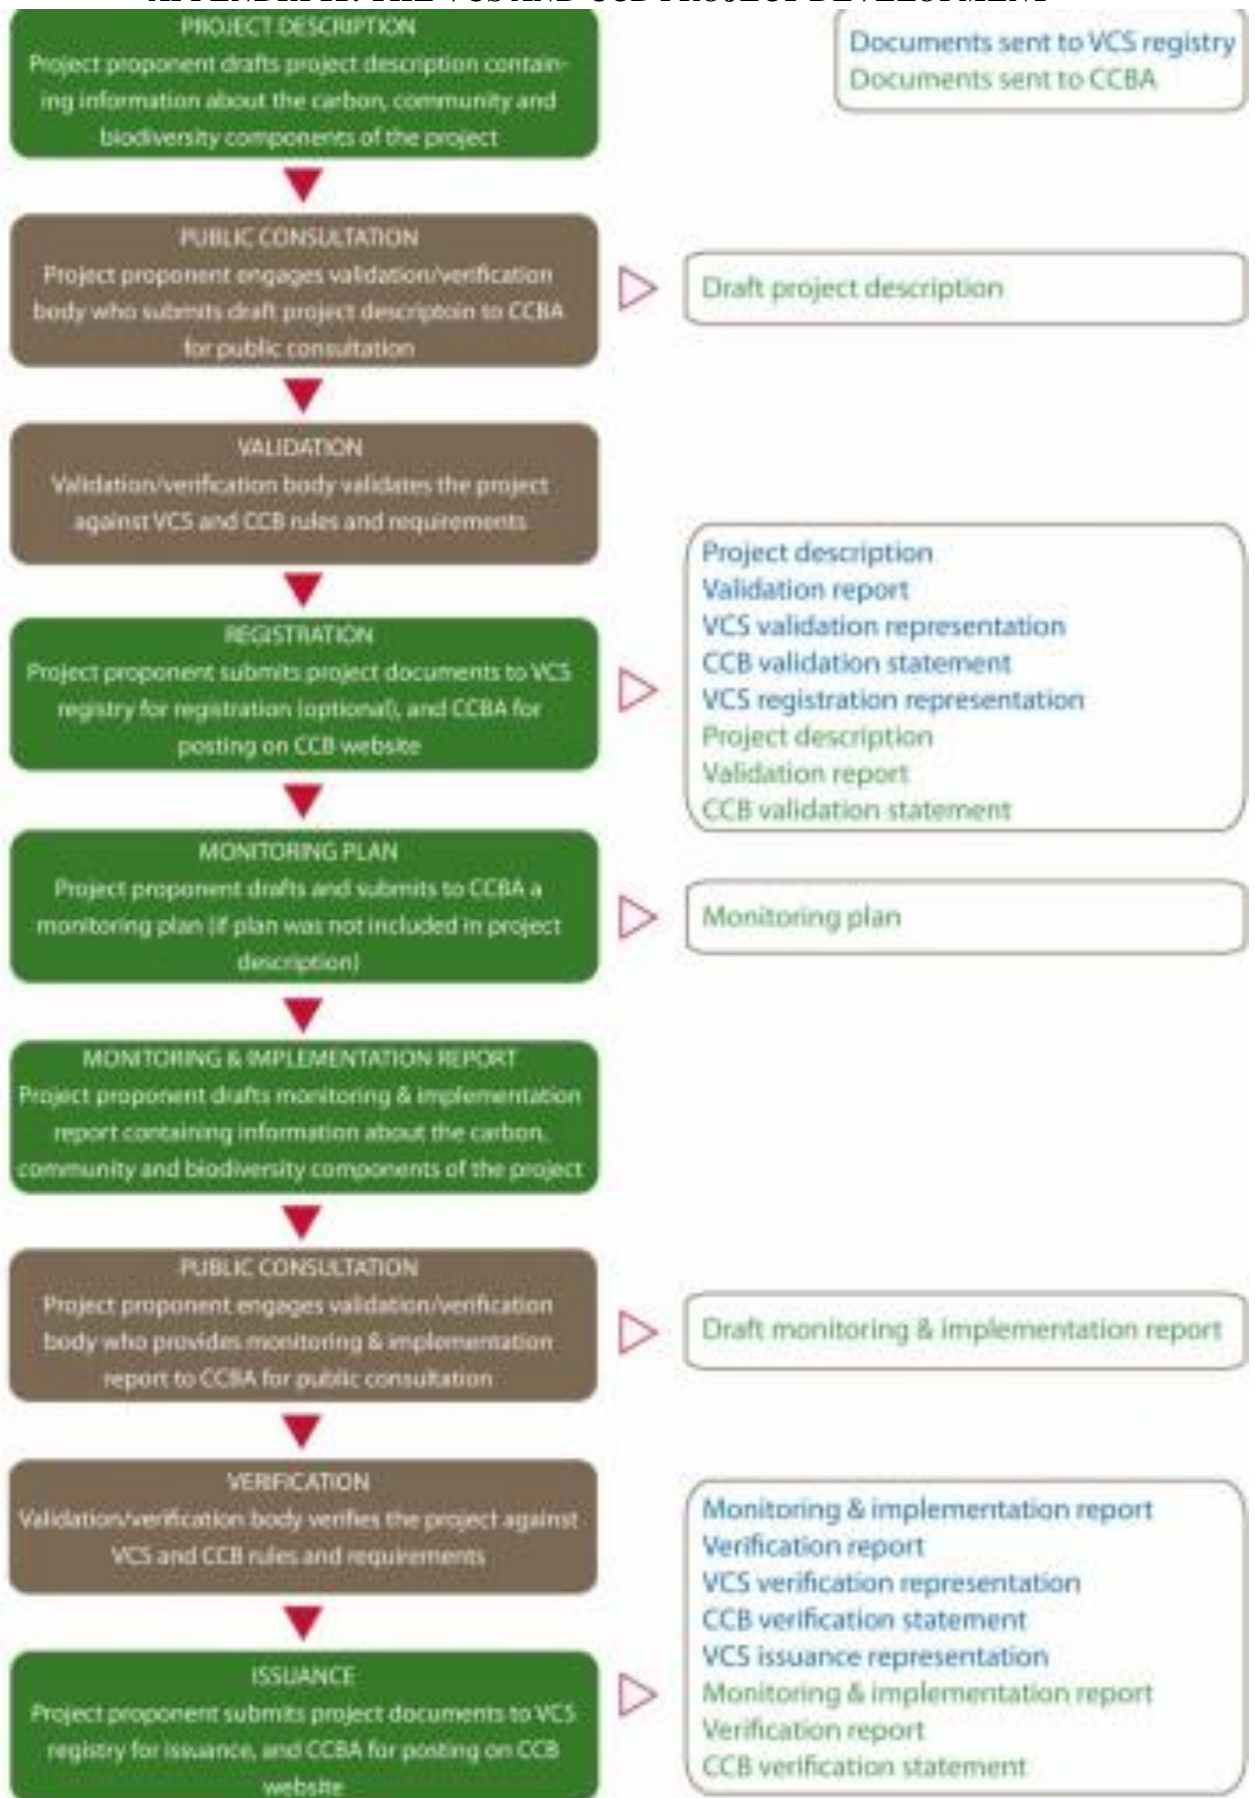 PROJECT DESCRIPTION
Project proponent drafts project description contain-
ing information about the carbon, community and
biodiversity components of the project
Documents sent to VCS registry
Documents sent to CCBA
PUBLIC CONSULTATION
Project proponent engages validation/verification
body who submits draft project descriptoin to CCBA
for public consultation
Draft project description
VALIDATION
Validation/verification body validates the project
against VCS and CCB rules and requirements
REGISTRATION
Project proponent submits project documents to VCS
registry for registration (optional), and CCBA for
posting on CCB website
Project description
Validation report
VCS validation representation
CCB validation statement
VCS registration representation
Project description
Validation report
CCB validation statement
MONITORING PLAN
Project proponent drafts and submits to CCBA a
monitoring plan (if plan was not included in project
description)
Monitoring plan
MONITORING & IMPLEMENTATION REPORT
Project proponent drafts monitoring & implementation
report containing information about the carbon,
community and biodiversity components of the project
PUBLIC CONSULTATION
Project proponent engages validation/verification
body who provides monitoring & implementation
report to CCBA for public consultation
Draft monitoring & implementation report
VERIFICATION
Validation/verification body verifies the project against
VCS and CCB rules and requirements
ISSUANCE
Project proponent submits project documents to VCS
registry for issuance, and CCBA for posting on CCB
website
Monitoring & implementation report
Verification report
VCS verification representation
CCB verification statement
VCS issuance representation
Monitoring & implementation report
Verification report
CCB verification statement